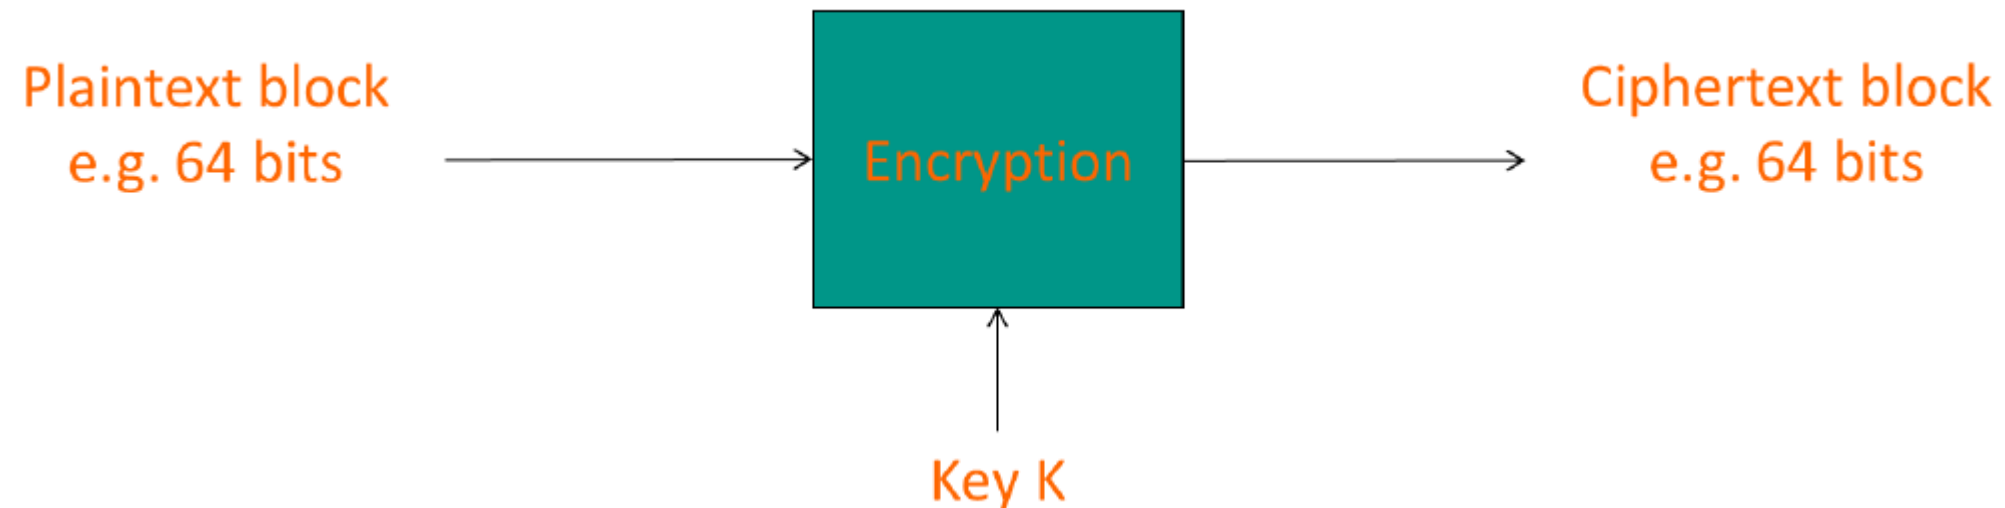 Plaintext block
e.g. 64 bits
Encryption
Ciphertext block
e.g. 64 bits
Key K